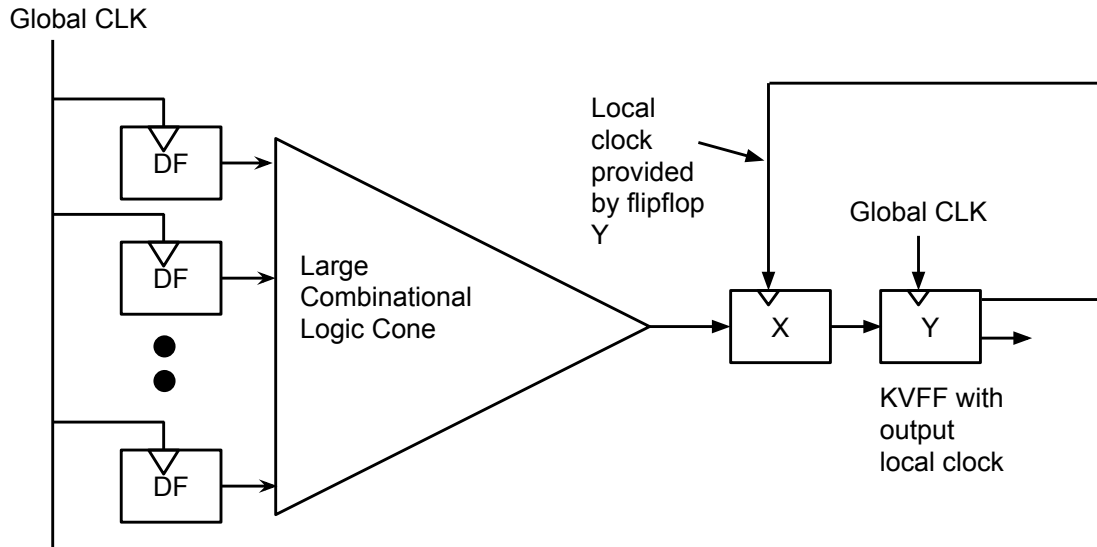 Global CLK
DF
DF
DF
Large
Combinational
Logic Cone
Local
clock
provided
by flipflop
Y
Global CLK
X
Y
KVFF with
output
local clock